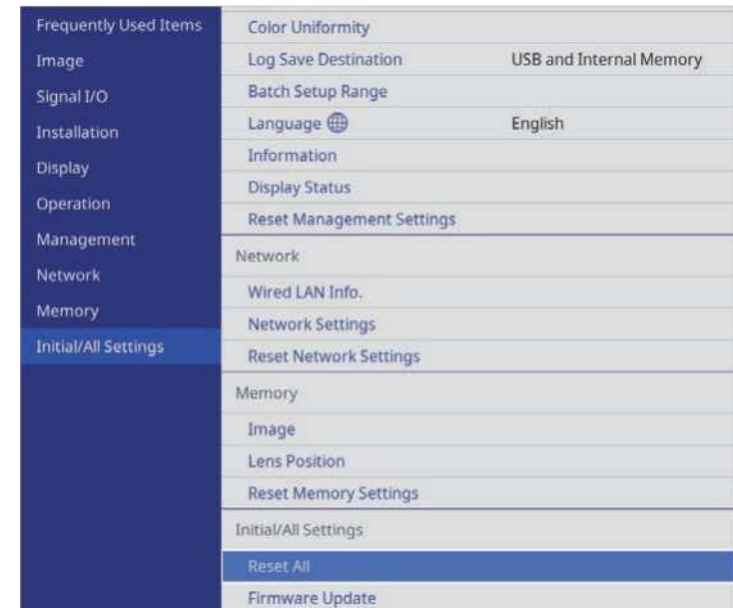 Frequently Used Items
Image
Signal I/O
Installation
Display
Operation
Management
Network
Memory
Initial/All Settings
Color Uniformity
Log Save Destination USB and Internal Memory
Batch Setup Range
Language English
Information
Display Status
Reset Management Settings
Network
Wired LAN Info.
Network Settings
Reset Network Settings
Memory
Image
Lens Position
Reset Memory Settings
Initial/All Settings
Reset All
Firmware Update